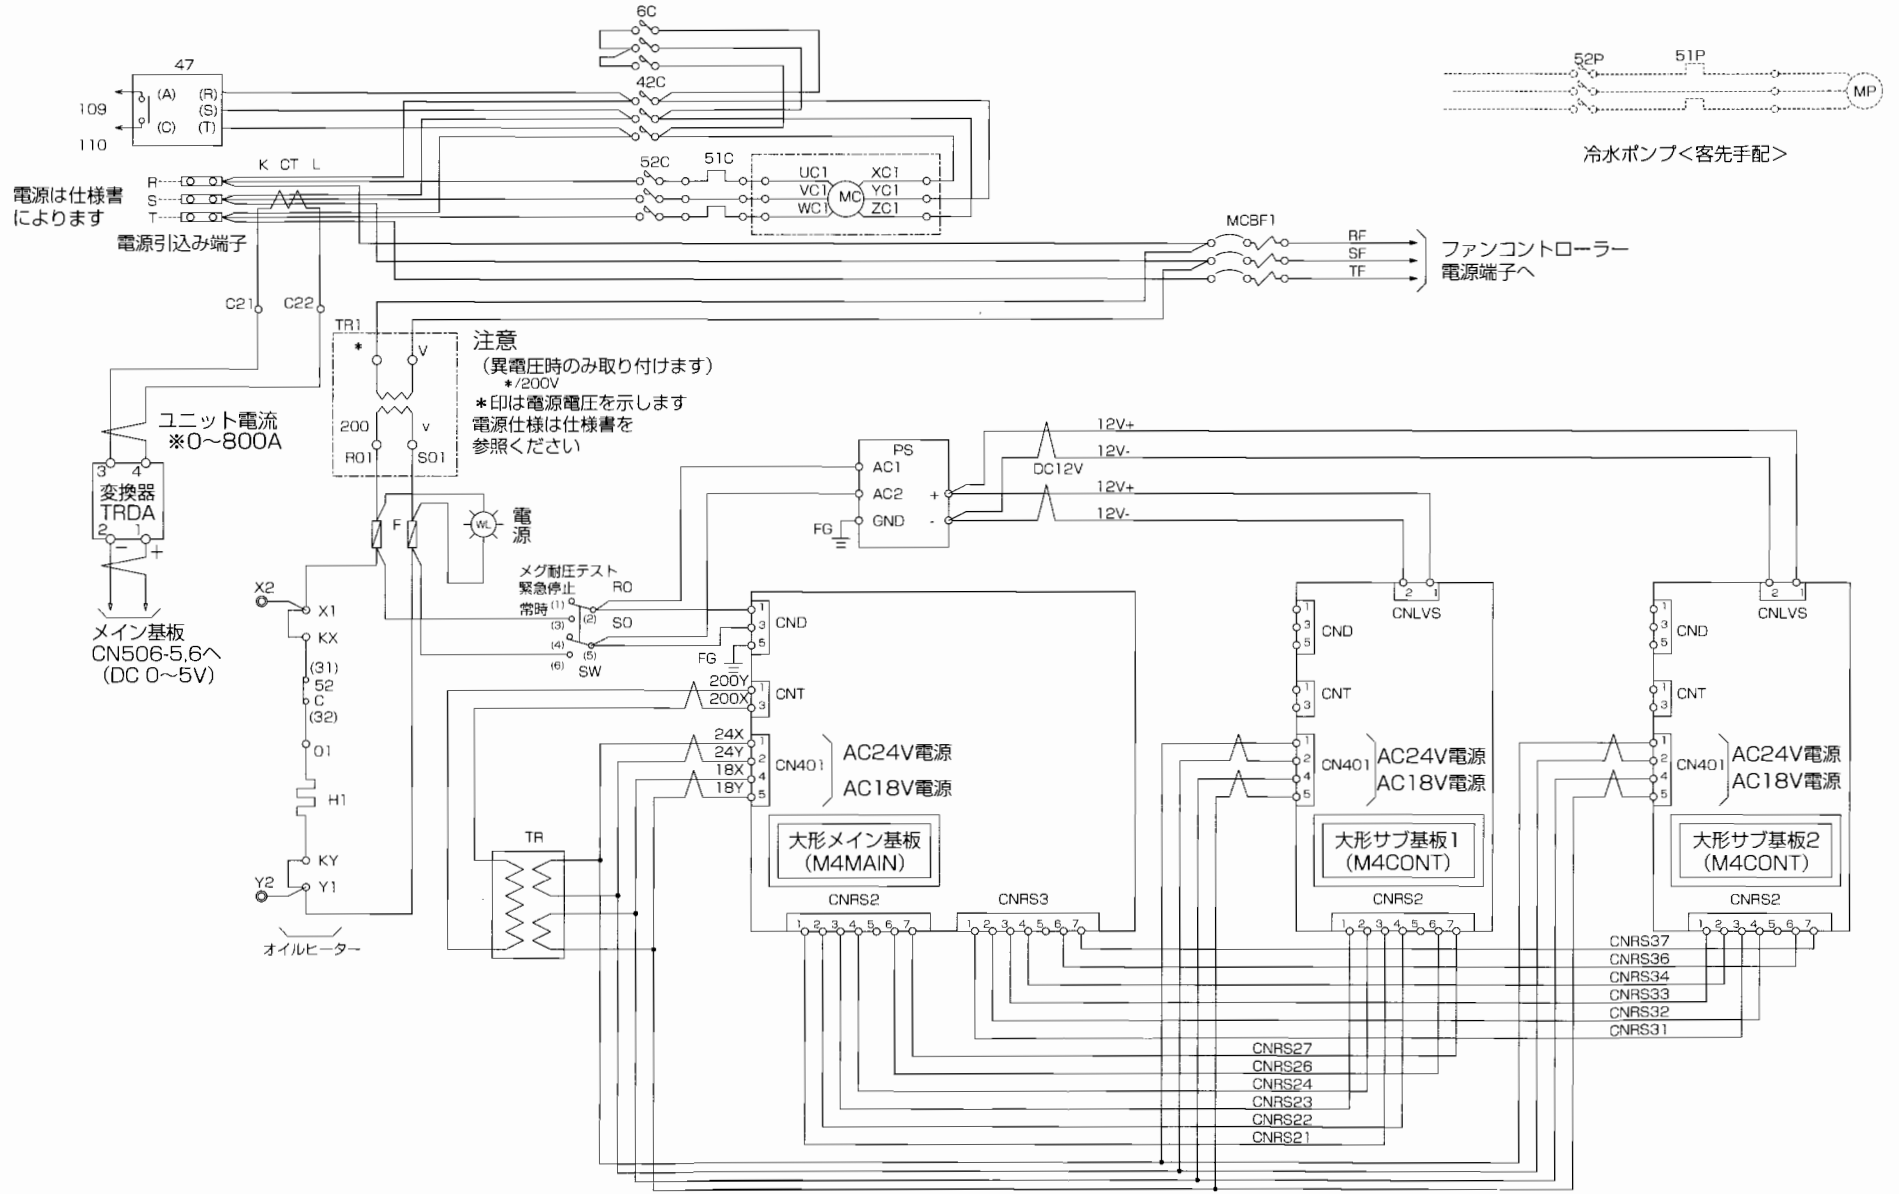 6C
47
(A) (R)
(S)
(C) (T)
109
110
42C
K CT L
52C
51C
R
S
T
電源は仕様書
によります
電源引込み端子
UC1 XC1
VC1 MC YC1
WC1 ZC1
52P
51P
MP
冷水ポンプ<客先手配>
MCBF1
RF
SF
TF
ファンコントローラー
電源端子へ
C21
C22
TR1
* V
200 v
R01 S01
注意
(異電圧時のみ取り付けます)
*/200V
*印は電源電圧を示します
電源仕様は仕様書を
参照ください
ユニット電流
※0~800A
3 4
変換器
TRDA
2 1
− +
メイン基板
CN506-5,6へ
(DC 0~5V)
F
WL
電源
X2
X1
KX
(31)
52
C
(32)
01
H1
KY
Y2
Y1
オイルヒーター
メグ耐圧テスト
緊急停止
常時
(1)
(2)
(3)
(4)
(5)
(6)
RO
SO
SW
PS
AC1
AC2 +
GND -
FG
DC12V
12V+
12V-
12V+
12V-
1
3
5
CND
FG
200Y
200X
1
3
CNT
24X
24Y
18X
18Y
1
2
4
5
CN401
AC24V電源
AC18V電源
大形メイン基板
(M4MAIN)
CNRS2
1 2 3 4 5 6 7
CNRS3
1 2 3 4 5 6 7
TR
2 1
CNLVS
1
3
5
CND
1
3
CNT
1
2
4
5
CN401
AC24V電源
AC18V電源
大形サブ基板1
(M4CONT)
CNRS2
1 2 3 4 5 6 7
2 1
CNLVS
1
3
5
CND
1
3
CNT
1
2
4
5
CN401
AC24V電源
AC18V電源
大形サブ基板2
(M4CONT)
CNRS2
1 2 3 4 5 6 7
CNRS37
CNRS36
CNRS34
CNRS33
CNRS32
CNRS31
CNRS27
CNRS26
CNRS24
CNRS23
CNRS22
CNRS21